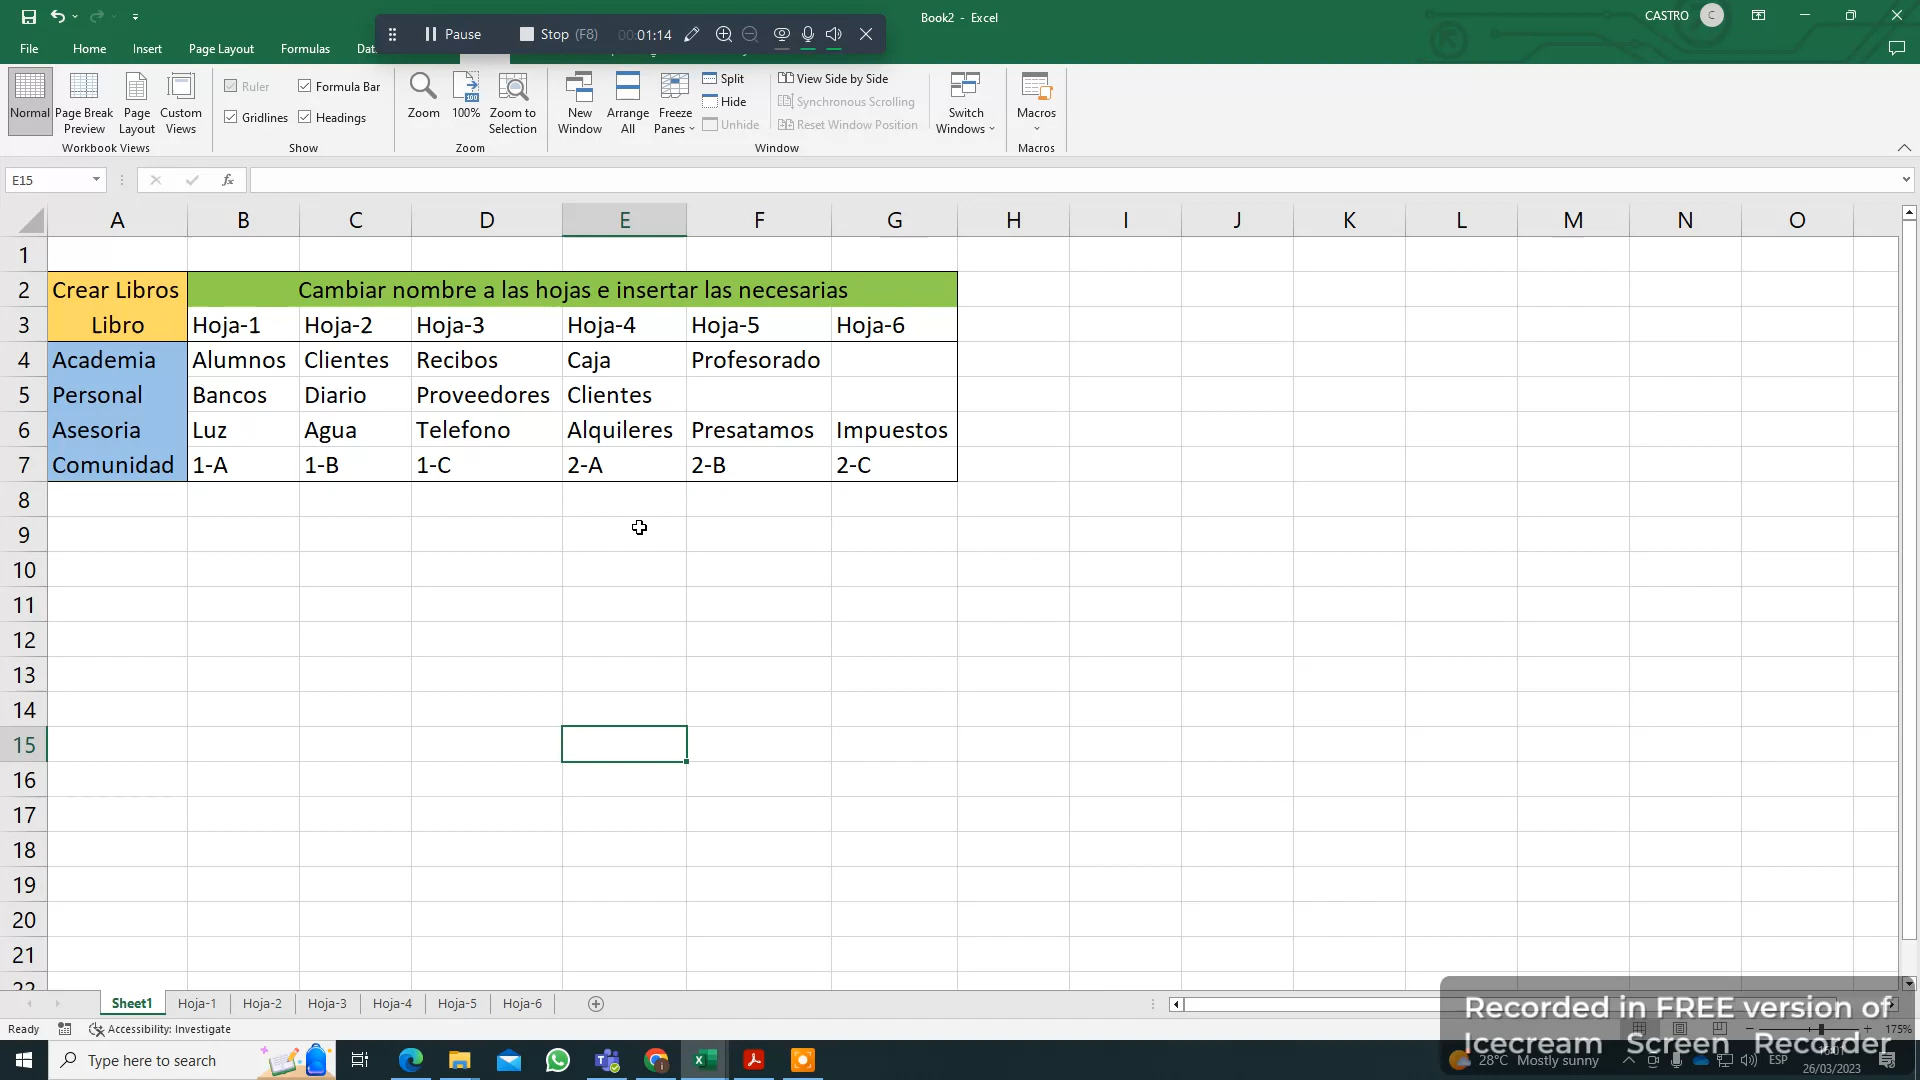 Book2 - Excel
CASTRO
C
Pause
Stop (F8)
00:01:14
File
Home
Insert
Page Layout
Formulas
Normal
Page Break Preview
Page Layout
Custom Views
Workbook Views
Ruler
Formula Bar
Gridlines
Headings
Show
Zoom
100%
Zoom to Selection
Zoom
New Window
Arrange All
Freeze Panes
Split
Hide
Unhide
View Side by Side
Synchronous Scrolling
Reset Window Position
Switch Windows
Window
Macros
Macros
E15
fx
A B C D E F G H I J K L M N O
1
2 Crear Libros Cambiar nombre a las hojas e insertar las necesarias
3 Libro Hoja-1 Hoja-2 Hoja-3 Hoja-4 Hoja-5 Hoja-6
4 Academia Alumnos Clientes Recibos Caja Profesorado
5 Personal Bancos Diario Proveedores Clientes
6 Asesoria Luz Agua Telefono Alquileres Presatamos Impuestos
7 Comunidad 1-A 1-B 1-C 2-A 2-B 2-C
8
9
10
11
12
13
14
15
16
17
18
19
20
21
22
Sheet1 Hoja-1 Hoja-2 Hoja-3 Hoja-4 Hoja-5 Hoja-6
Ready
Accessibility: Investigate
175%
Recorded in FREE version of
Icecream Screen Recorder
Type here to search
28°C Mostly sunny
ESP
26/03/2023